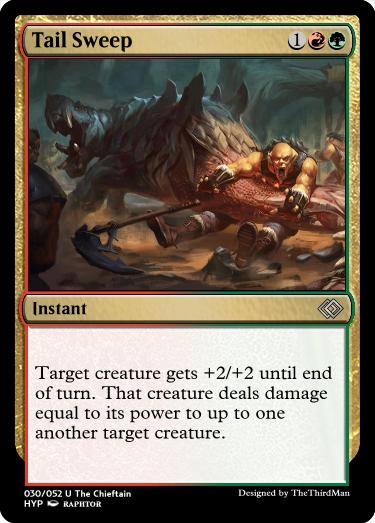 Tail Sweep 1
Instant
Target creature gets +2/+2 until end
of turn. That creature deals damage
equal to its power to up to one
another target creature.
030/052 U The Chieftain Designed by TheThirdMan
HYP RAPHTOR